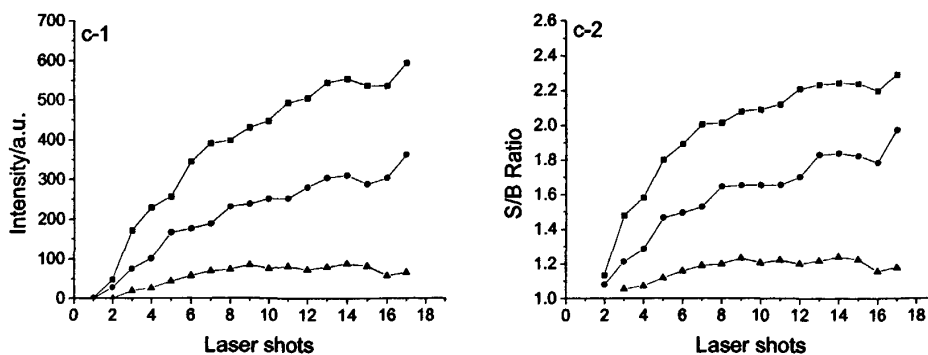 c-1
Intensity/a.u.
700
600
500
400
300
200
100
0
0 2 4 6 8 10 12 14 16 18
Laser shots
c-2
S/B Ratio
2.6
2.4
2.2
2.0
1.8
1.6
1.4
1.2
1.0
0 2 4 6 8 10 12 14 16 18
Laser shots